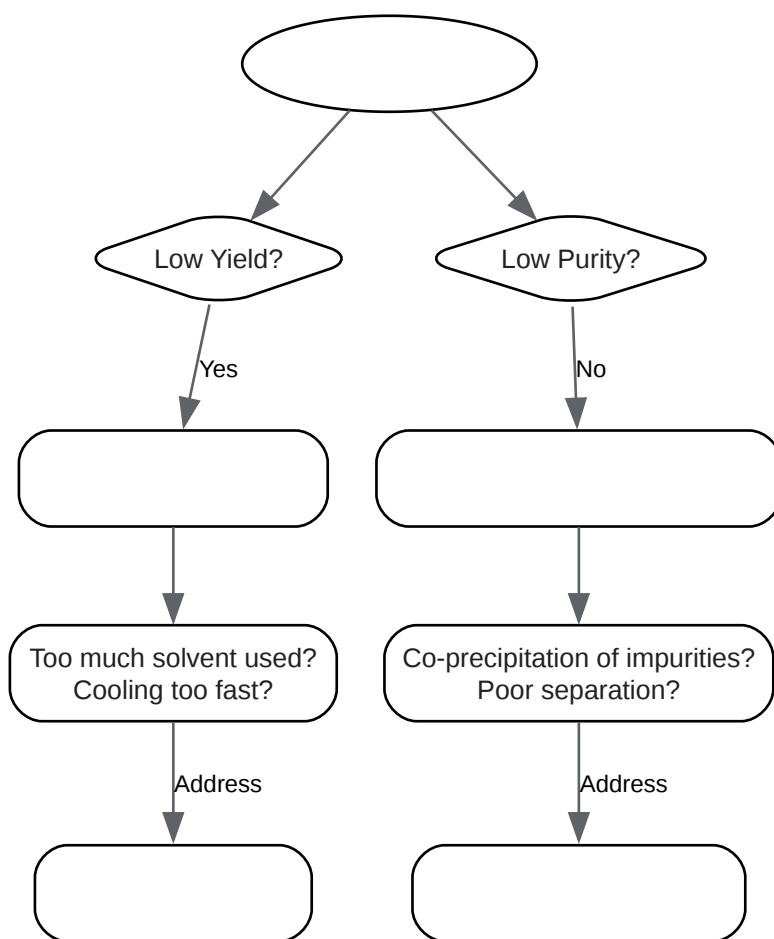 Low Yield?
Low Purity?
Yes
No
Too much solvent used?
Cooling too fast?
Co-precipitation of impurities?
Poor separation?
Address
Address